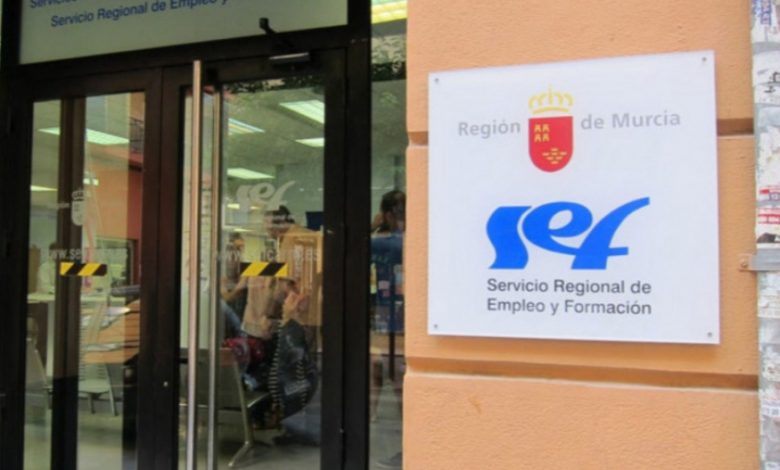 Servicio Regional de Empleo y
Región de Murcia
sef
Servicio Regional de
Empleo y Formación